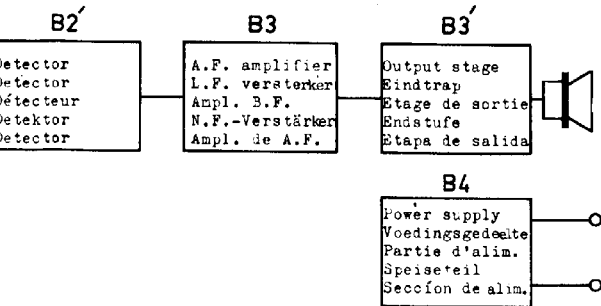 B2′
Detector
Detector
Détecteur
Detektor
Detector
B3
A.F. amplifier
L.F. versterker
Ampl. B.F.
N.F.-Verstärker
Ampl. de A.F.
B3′
Output stage
Eindtrap
Etage de sortie
Endstufe
Etapa de salida
B4
Power supply
Voedingsgedeelte
Partie d'alim.
Speiseteil
Seccíon de alim.